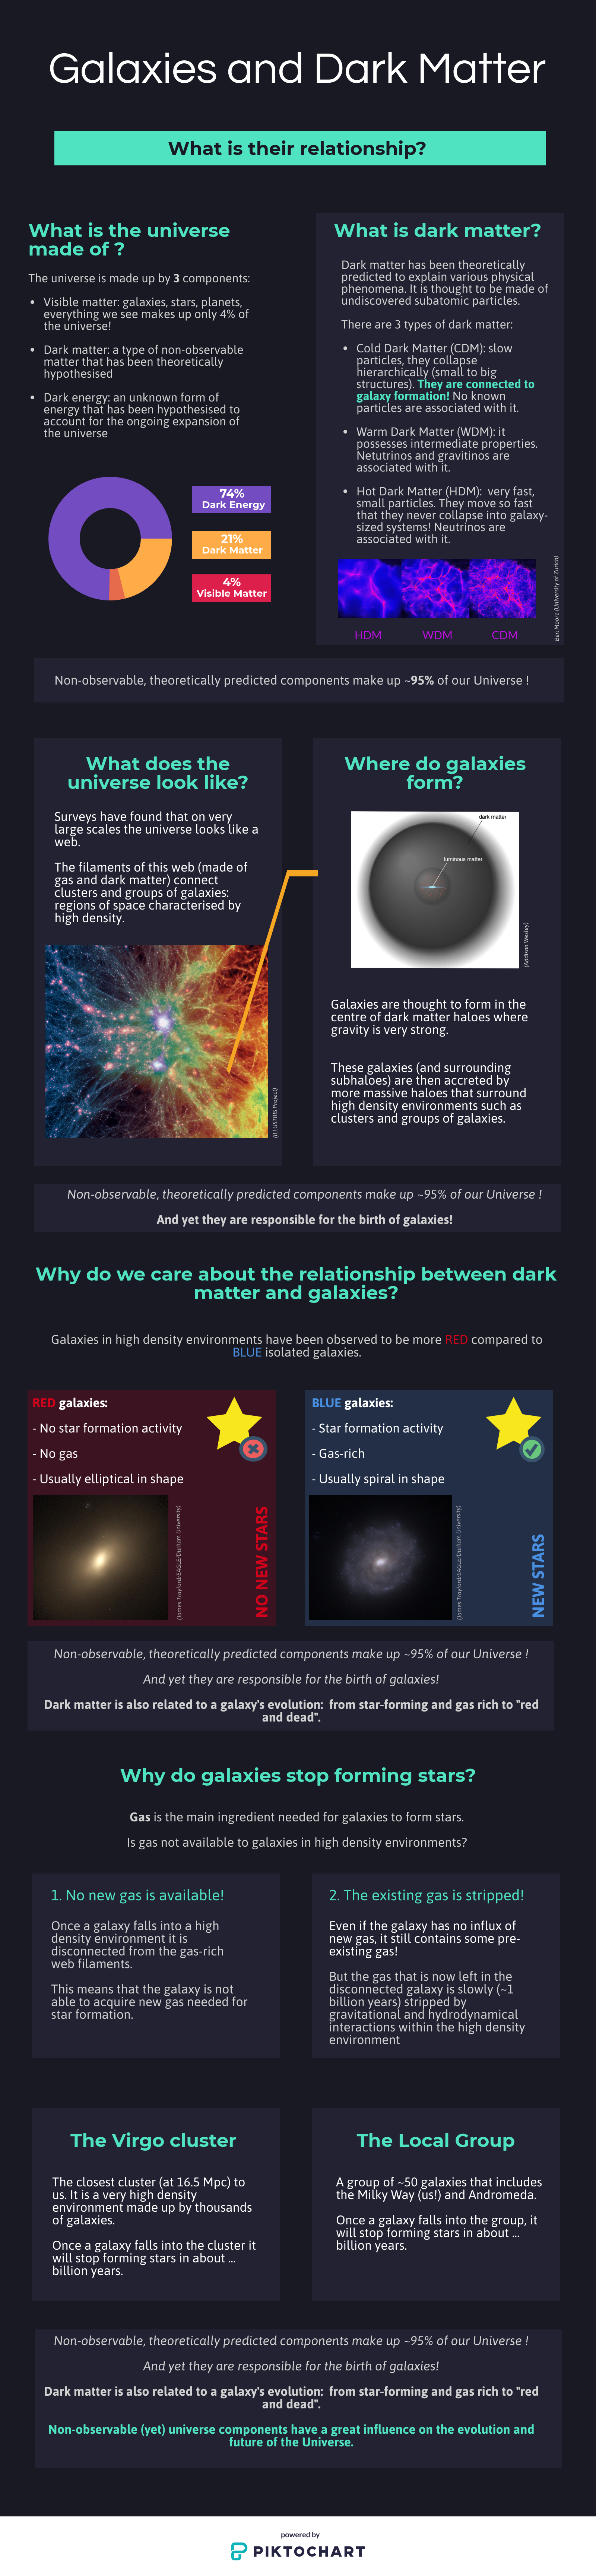 Galaxies and Dark Matter
What is their relationship?
What is the universe
made of ?
The universe is made up by 3 components:
• Visible matter: galaxies, stars, planets,
everything we see makes up only 4% of
the universe!
• Dark matter: a type of non-observable
matter that has been theoretically
hypothesised
• Dark energy: an unknown form of
energy that has been hypothesised to
account for the ongoing expansion of
the universe
74%
Dark Energy
21%
Dark Matter
4%
Visible Matter
What is dark matter?
Dark matter has been theoretically
predicted to explain various physical
phenomena. It is thought to be made of
undiscovered subatomic particles.
There are 3 types of dark matter:
• Cold Dark Matter (CDM): slow
particles, they collapse
hierarchically (small to big
structures). They are connected to
galaxy formation! No known
particles are associated with it.
• Warm Dark Matter (WDM): it
possesses intermediate properties.
Netutrinos and gravitinos are
associated with it.
• Hot Dark Matter (HDM): very fast,
small particles. They move so fast
that they never collapse into galaxy-
sized systems! Neutrinos are
associated with it.
HDM WDM CDM
Ben Moore (University of Zurich)
Non-observable, theoretically predicted components make up ~95% of our Universe !
What does the
universe look like?
Surveys have found that on very
large scales the universe looks like a
web.
The filaments of this web (made of
gas and dark matter) connect
clusters and groups of galaxies:
regions of space characterised by
high density.
(ILLUSTRIS Project)
Where do galaxies
form?
dark matter
luminous matter
(Addison Wesley)
Galaxies are thought to form in the
centre of dark matter haloes where
gravity is very strong.
These galaxies (and surrounding
subhaloes) are then accreted by
more massive haloes that surround
high density environments such as
clusters and groups of galaxies.
Non-observable, theoretically predicted components make up ~95% of our Universe !
And yet they are responsible for the birth of galaxies!
Why do we care about the relationship between dark
matter and galaxies?
Galaxies in high density environments have been observed to be more RED compared to
BLUE isolated galaxies.
RED galaxies:
- No star formation activity
- No gas
- Usually elliptical in shape
(James Trayford/EAGLE/Durham University)
NO NEW STARS
BLUE galaxies:
- Star formation activity
- Gas-rich
- Usually spiral in shape
(James Trayford/EAGLE/Durham University)
NEW STARS
Non-observable, theoretically predicted components make up ~95% of our Universe !
And yet they are responsible for the birth of galaxies!
Dark matter is also related to a galaxy's evolution: from star-forming and gas rich to "red
and dead".
Why do galaxies stop forming stars?
Gas is the main ingredient needed for galaxies to form stars.
Is gas not available to galaxies in high density environments?
1. No new gas is available!
Once a galaxy falls into a high
density environment it is
disconnected from the gas-rich
web filaments.
This means that the galaxy is not
able to acquire new gas needed for
star formation.
2. The existing gas is stripped!
Even if the galaxy has no influx of
new gas, it still contains some pre-
existing gas!
But the gas that is now left in the
disconnected galaxy is slowly (~1
billion years) stripped by
gravitational and hydrodynamical
interactions within the high density
environment
The Virgo cluster
The closest cluster (at 16.5 Mpc) to
us. It is a very high density
environment made up by thousands
of galaxies.
Once a galaxy falls into the cluster it
will stop forming stars in about ...
billion years.
The Local Group
A group of ~50 galaxies that includes
the Milky Way (us!) and Andromeda.
Once a galaxy falls into the group, it
will stop forming stars in about ...
billion years.
Non-observable, theoretically predicted components make up ~95% of our Universe !
And yet they are responsible for the birth of galaxies!
Dark matter is also related to a galaxy's evolution: from star-forming and gas rich to "red
and dead".
Non-observable (yet) universe components have a great influence on the evolution and
future of the Universe.
powered by
PIKTOCHART